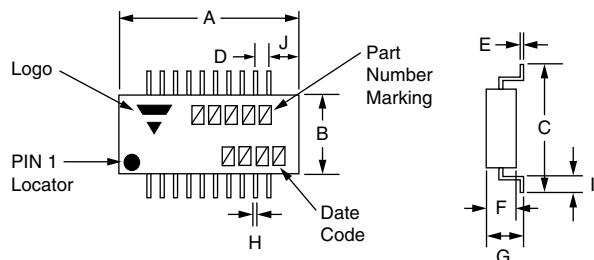 A
D
J
E
Logo
Part
Number
Marking
B
C
PIN 1
Locator
I
Date
Code
H
F
G